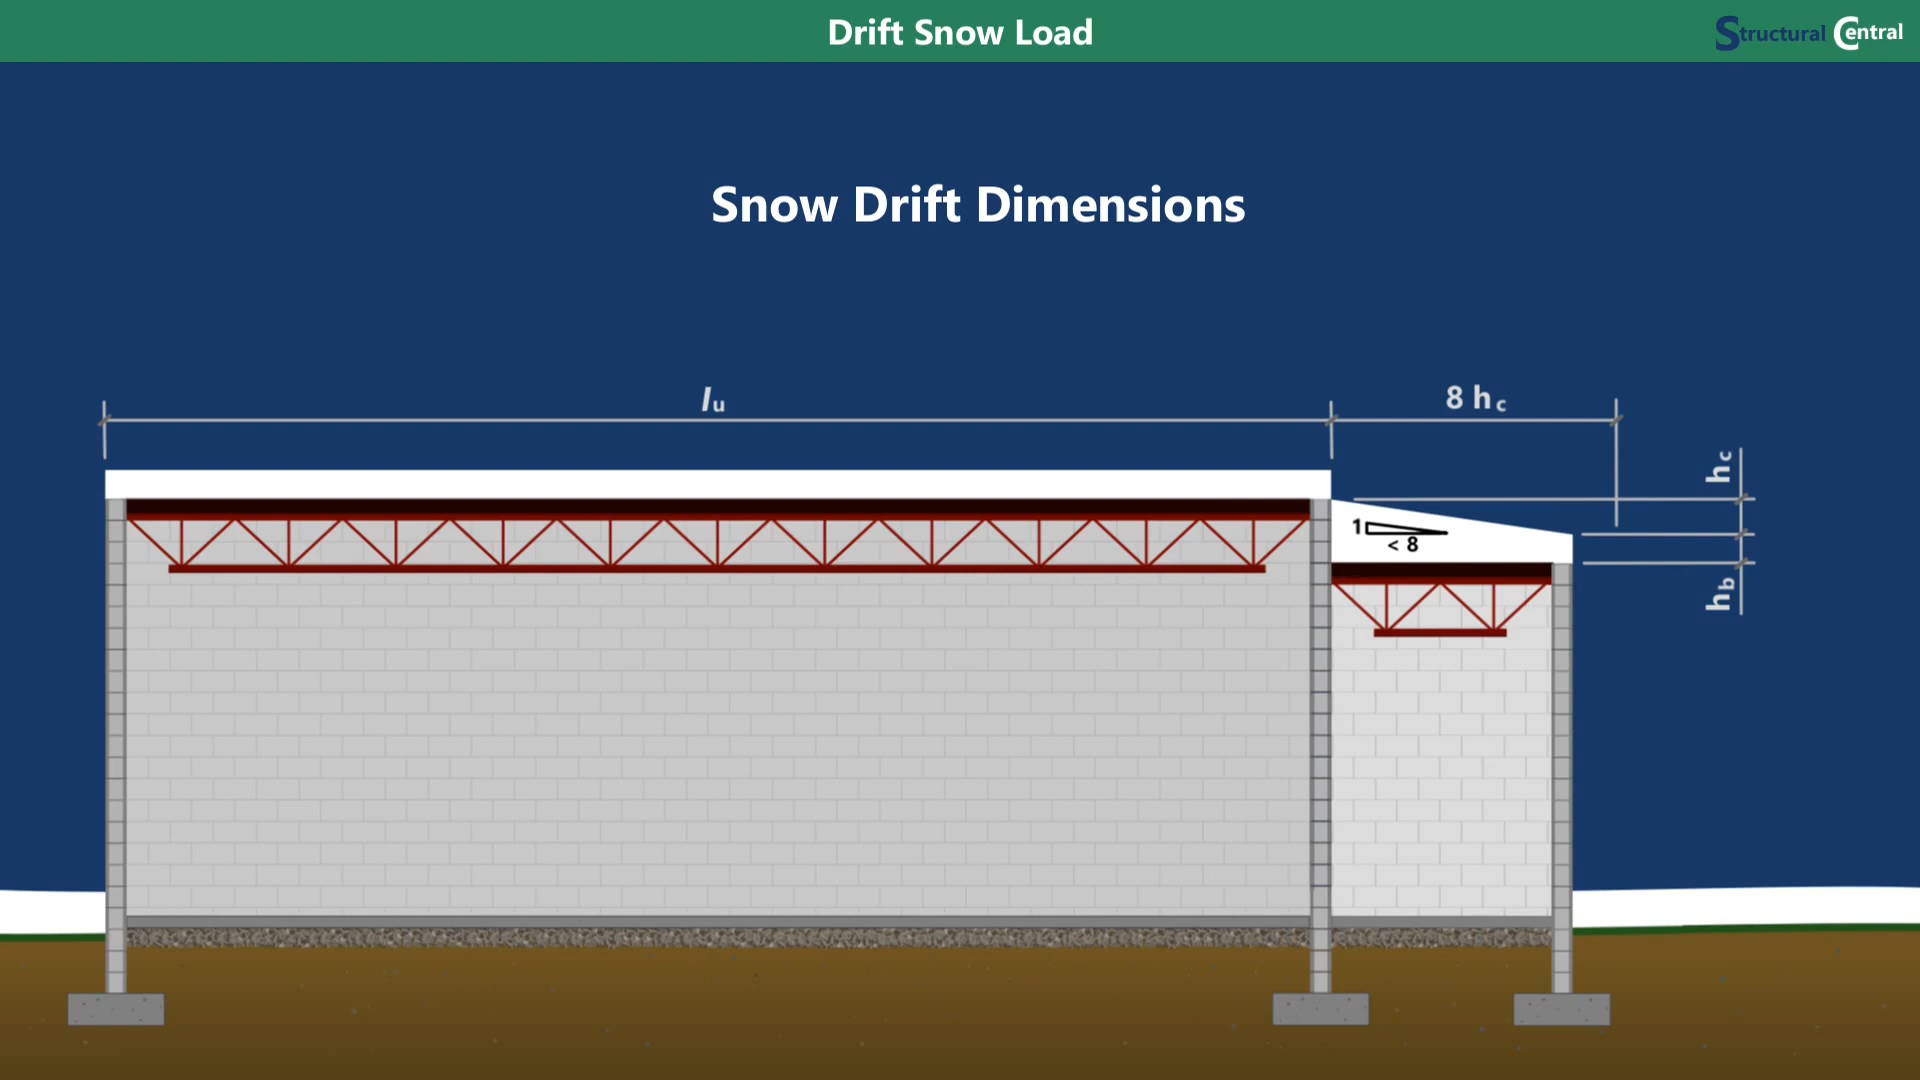 Drift Snow Load
Structural Central
Snow Drift Dimensions
lu
8 hc
hc
1
< 8
hb